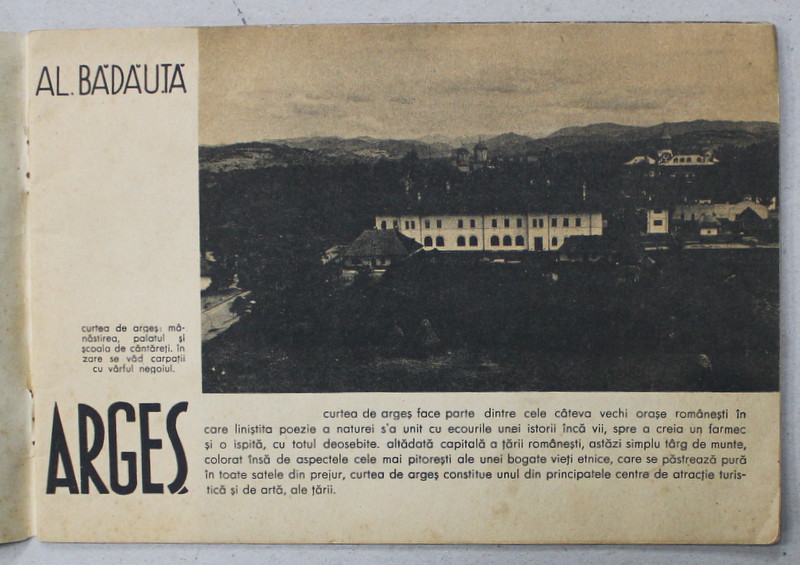 AL. BĂDĂUȚĂ
curtea de argeș: mâ-
năstirea, palatul și
școala de cântăreți. în
zare se văd carpații
cu vârful negoiul.
ARGEȘ
curtea de argeș face parte dintre cele câteva vechi orașe românești în
care liniștita poezie a naturei s'a unit cu ecourile unei istorii încă vii, spre a creia un farmec
și o ispită, cu totul deosebite. altădată capitală a țării românești, astăzi simplu târg de munte,
colorat însă de aspectele cele mai pitorești ale unei bogate vieți etnice, care se păstrează pură
în toate satele din prejur, curtea de argeș constitue unul din principatele centre de atracție turis-
tică și de artă, ale țării.